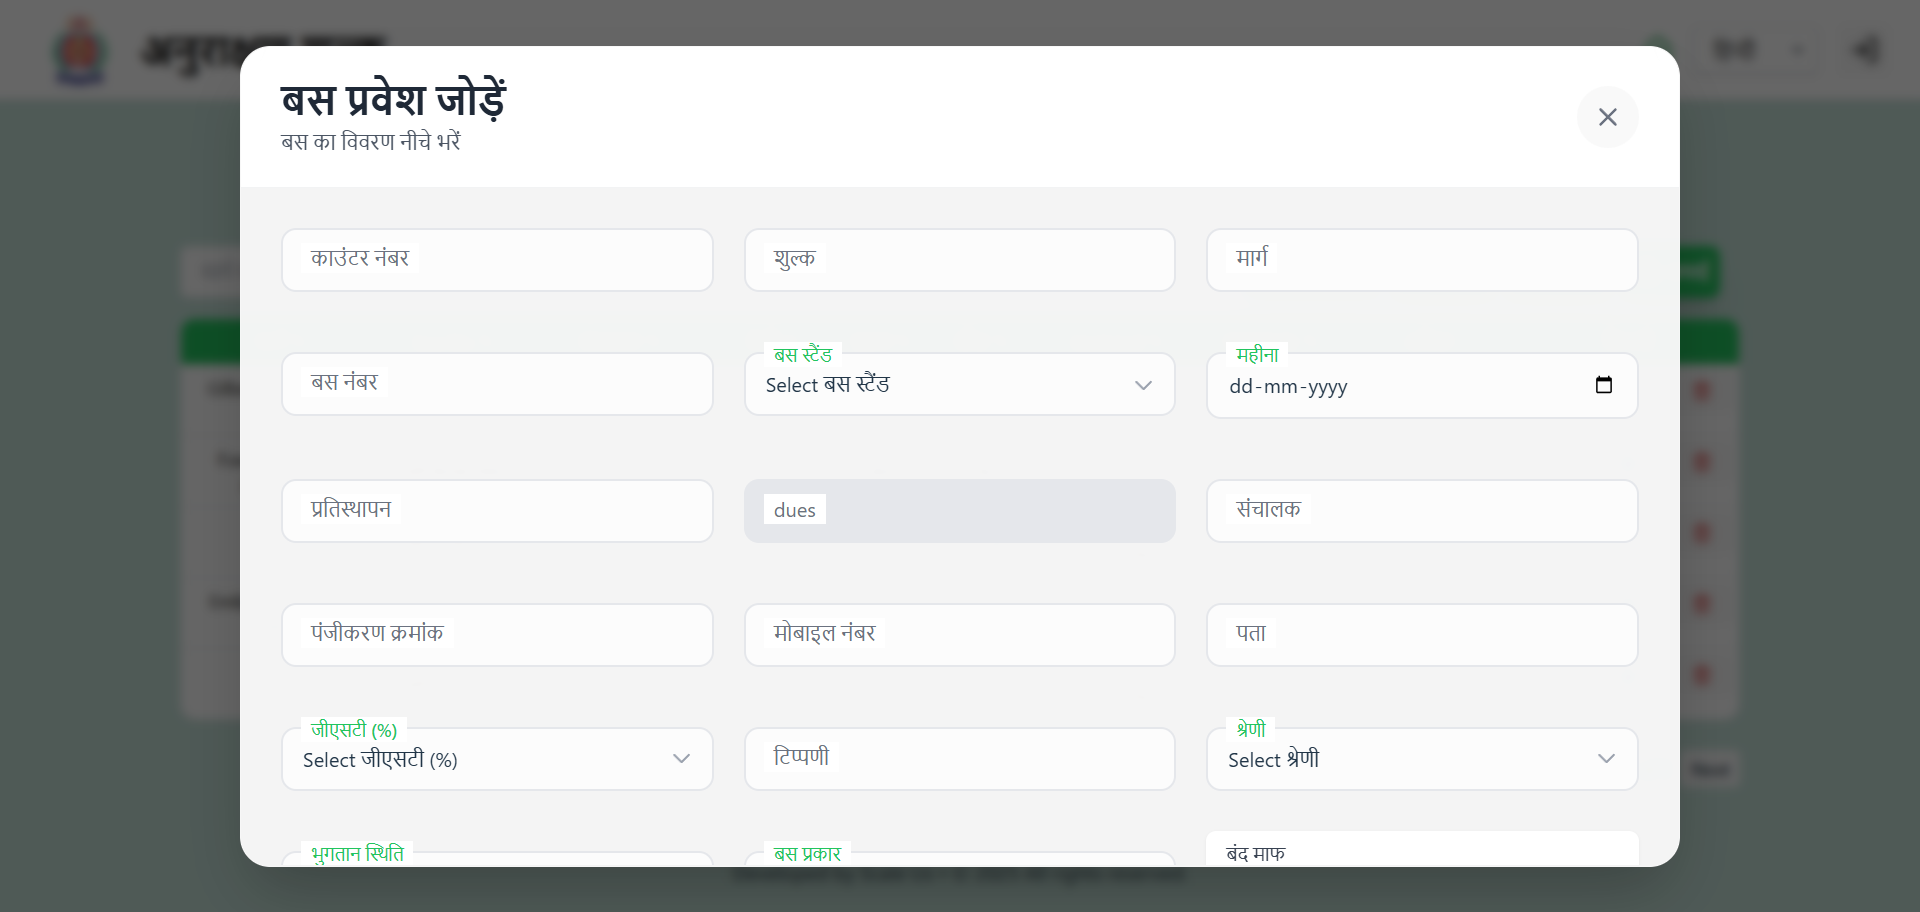 बस प्रवेश जोड़ें
बस का विवरण नीचे भरें
काउंटर नंबर
शुल्क
मार्ग
बस नंबर
बस स्टैंड
Select बस स्टैंड
महीना
dd-mm-yyyy
प्रतिस्थापन
dues
संचालक
पंजीकरण क्रमांक
मोबाइल नंबर
पता
जीएसटी (%)
Select जीएसटी (%)
टिप्पणी
श्रेणी
Select श्रेणी
भुगतान स्थिति
बस प्रकार
बंद माफ